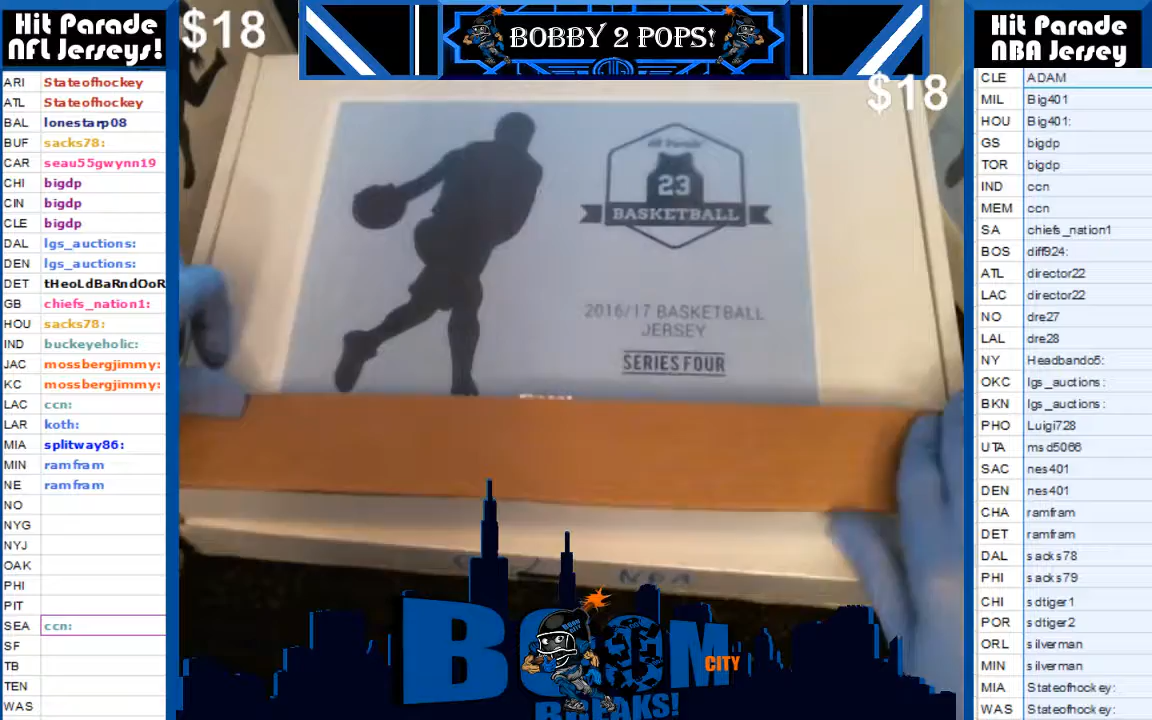 Hit Parade
NFL Jerseys!
$18
BOBBY 2 POPS!
$18
Hit Parade
NBA Jersey
ARI Stateofhockey
ATL Stateofhockey
BAL lonestarp08
BUF sacks78:
CAR seau55gwynn19
CHI bigdp
CIN bigdp
CLE bigdp
DAL lgs_auctions:
DEN lgs_auctions:
DET tHeoLdBaRndOoR
GB chiefs_nation1:
HOU sacks78:
IND buckeyeholic:
JAC mossbergjimmy:
KC mossbergjimmy:
LAC ccn:
LAR koth:
MIA splitway86:
MIN ramfram
NE ramfram
NO
NYG
NYJ
OAK
PHI
PIT
SEA ccn:
SF
TB
TEN
WAS
Hit Parade
23
BASKETBALL
2016/17 BASKETBALL
JERSEY
SERIES FOUR
NBA
BOOM
CITY
BREAKS!
CLE ADAM
MIL Big401
HOU Big401:
GS bigdp
TOR bigdp
IND ccn
MEM ccn
SA chiefs_nation1
BOS diff924:
ATL director22
LAC director22
NO dre27
LAL dre28
NY Headbando5:
OKC lgs_auctions:
BKN lgs_auctions:
PHO Luigi728
UTA msd5066
SAC nes401
DEN nes401
CHA ramfram
DET ramfram
DAL sacks78
PHI sacks79
CHI sdtiger1
POR sdtiger2
ORL silverman
MIN silverman
MIA Stateofhockey:
WAS Stateofhockey: